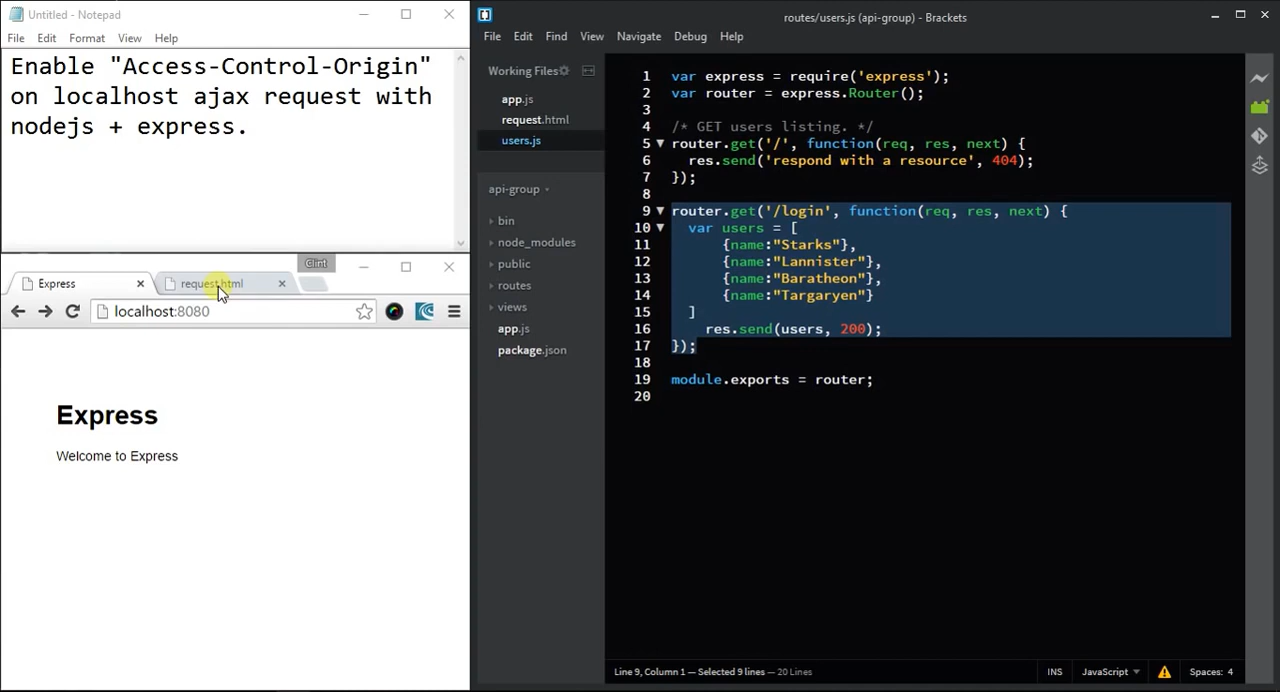 Untitled - Notepad
File Edit Format View Help
Enable "Access-Control-Origin"
on localhost ajax request with
nodejs + express.
Clint
Express
request.html
localhost:8080
Express
Welcome to Express
routes/users.js (api-group) - Brackets
File Edit Find View Navigate Debug Help
Working Files
app.js
request.html
users.js
api-group
bin
node_modules
public
routes
views
app.js
package.json
1 var express = require('express');
2 var router = express.Router();
3
4 /* GET users listing. */
5 router.get('/', function(req, res, next) {
6 res.send('respond with a resource', 404);
7 });
8
9 router.get('/login', function(req, res, next) {
10 var users = [
11 {name:"Starks"},
12 {name:"Lannister"},
13 {name:"Baratheon"},
14 {name:"Targaryen"}
15 ]
16 res.send(users, 200);
17 });
18
19 module.exports = router;
20
Line 9, Column 1 — Selected 9 lines — 20 Lines
INS JavaScript Spaces: 4